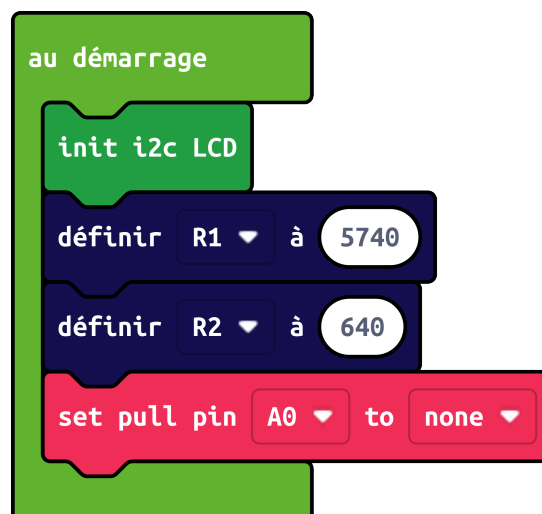 au démarrage
init i2c LCD
définir R1 à 5740
définir R2 à 640
set pull pin A0 to none